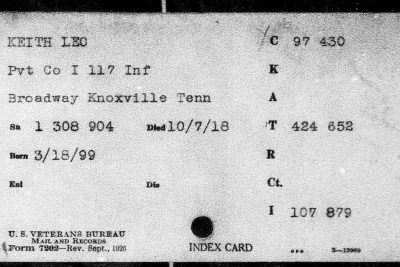 KEITH LEO
C 97 430
Pvt Co I 117 Inf
K
Broadway Knoxville Tenn
A
Sn 1 308 904 Died 10/7/18
T 424 652
Born 3/18/99
R
Enl Dis
Ct.
I 107 879
U. S. VETERANS BUREAU
MAIL AND RECORDS
Form 7202—Rev. Sept., 1926
INDEX CARD